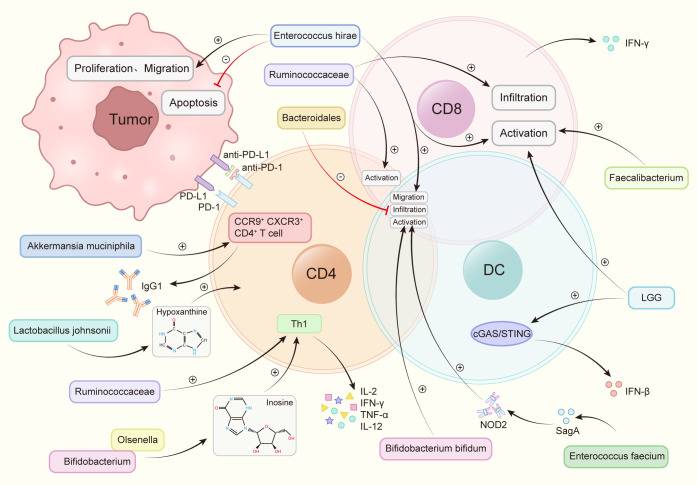 Enterococcus hirae
IFN-γ
Proliferation、Migration
Ruminococcaceae
Apoptosis
Tumor
CD8
Infiltration
Bacteroidales
Activation
anti-PD-L1
anti-PD-1
Activation
Faecalibacterium
PD-L1
PD-1
Migration
Infiltration
Activation
CCR9⁺ CXCR3⁺
CD4⁺ T cell
Akkermansia muciniphila
CD4
DC
IgG1
LGG
Hypoxanthine
Th1
cGAS/STING
Lactobacillus johnsonii
Ruminococcaceae
IL-2
IFN-γ
TNF-α
IL-12
IFN-β
Inosine
NOD2
SagA
Olsenella
Bifidobacterium
Bifidobacterium bifidum
Enterococcus faecium